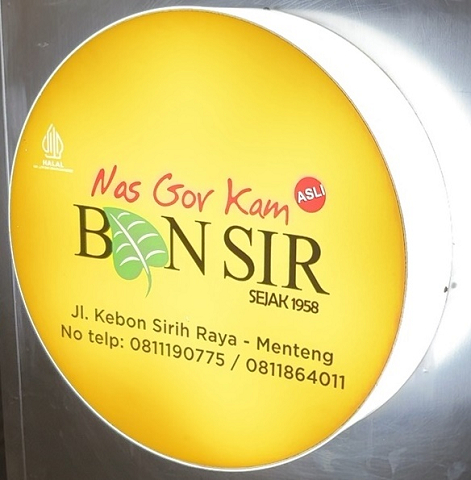 HALAL
Nas Gor Kam ASLI
BON SIR
SEJAK 1958
Jl. Kebon Sirih Raya - Menteng
No telp: 0811190775 / 0811864011